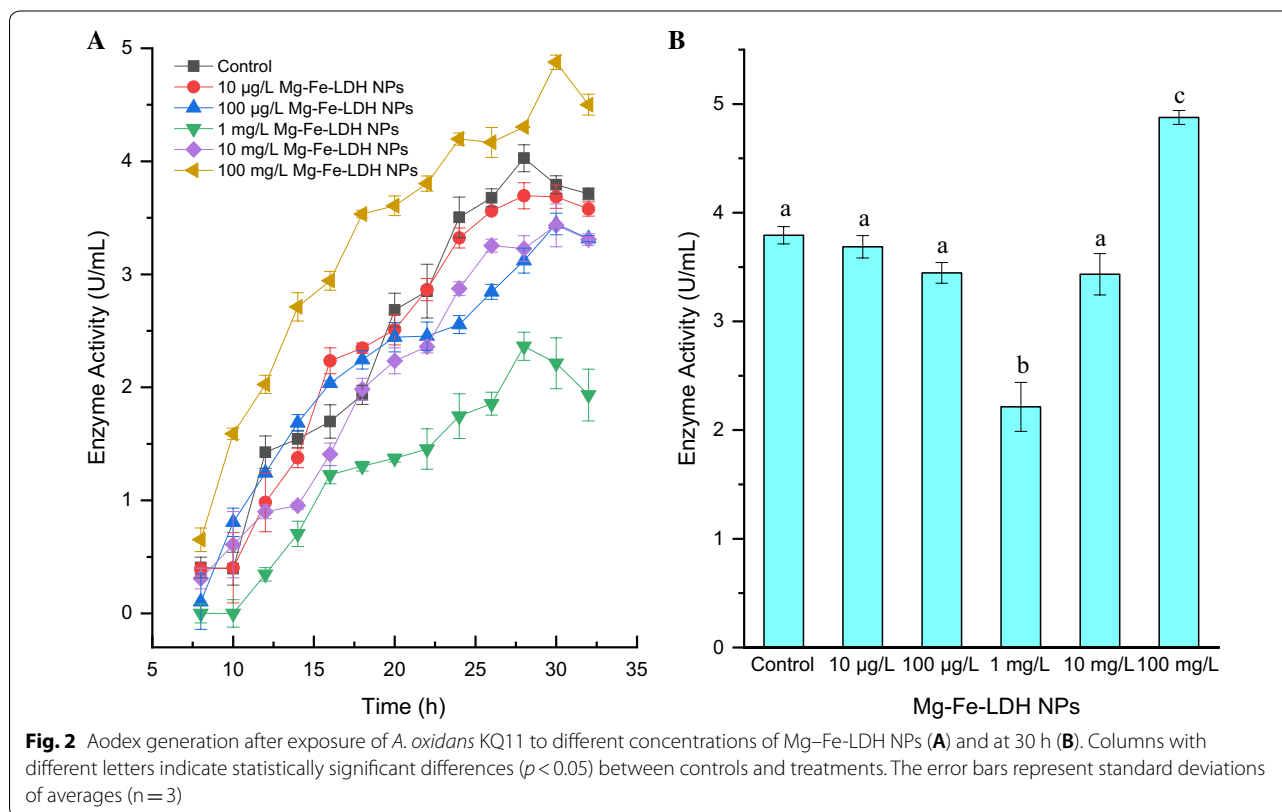 A
Enzyme Activity (U/mL)
5
4
3
2
1
0
Control
10 µg/L Mg-Fe-LDH NPs
100 µg/L Mg-Fe-LDH NPs
1 mg/L Mg-Fe-LDH NPs
10 mg/L Mg-Fe-LDH NPs
100 mg/L Mg-Fe-LDH NPs
5 10 15 20 25 30 35
Time (h)
B
Enzyme Activity (U/mL)
5
4
3
2
1
0
a a a b a c
Control 10 µg/L 100 µg/L 1 mg/L 10 mg/L 100 mg/L
Mg-Fe-LDH NPs
Fig. 2 Aodex generation after exposure of A. oxidans KQ11 to different concentrations of Mg–Fe-LDH NPs (A) and at 30 h (B). Columns with
different letters indicate statistically significant differences (p < 0.05) between controls and treatments. The error bars represent standard deviations
of averages (n = 3)